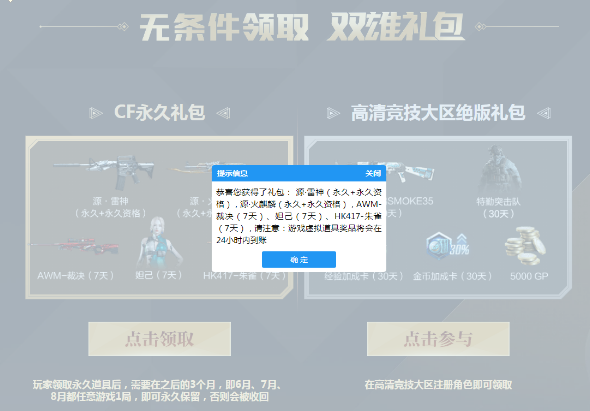 无条件领取 双雄礼包
CF永久礼包
高清竞技大区绝版礼包
提示信息 关闭
恭喜您获得了礼包： 源·雷神（永久+永久资
格）, 源·火麒麟（永久+永久资格）, AWM-
裁决（7天）、妲己（7天）、HK417-朱雀
（7天）, 请注意：游戏虚拟道具奖品将会在
24小时内到账
确 定
源·雷神
（永久+永久资格）
SMOKE35
（30天）
特勤突击队
（30天）
AWM-裁决（7天）
妲己（7天）
HK417-朱雀（7天）
30%
经验加成卡（30天）
金币加成卡（30天）
5000 GP
点击领取
点击参与
玩家领取永久道具后，需要在之后的3个月，即6月、7月、
8月都任意游戏1局，即可永久保留，否则会被收回
在高清竞技大区注册角色即可领取